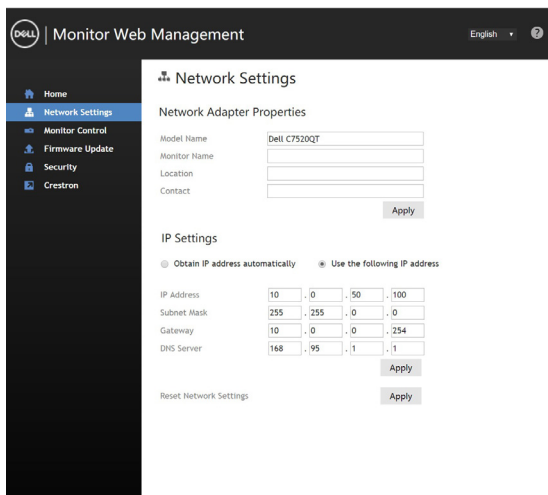 DELL | Monitor Web Management
English
?
Home
Network Settings
Monitor Control
Firmware Update
Security
Crestron
Network Settings
Network Adapter Properties
Model Name Dell C7520QT
Monitor Name
Location
Contact
Apply
IP Settings
Obtain IP address automatically Use the following IP address
IP Address 10 . 0 . 50 . 100
Subnet Mask 255 . 255 . 0 . 0
Gateway 10 . 0 . 0 . 254
DNS Server 168 . 95 . 1 . 1
Apply
Reset Network Settings Apply